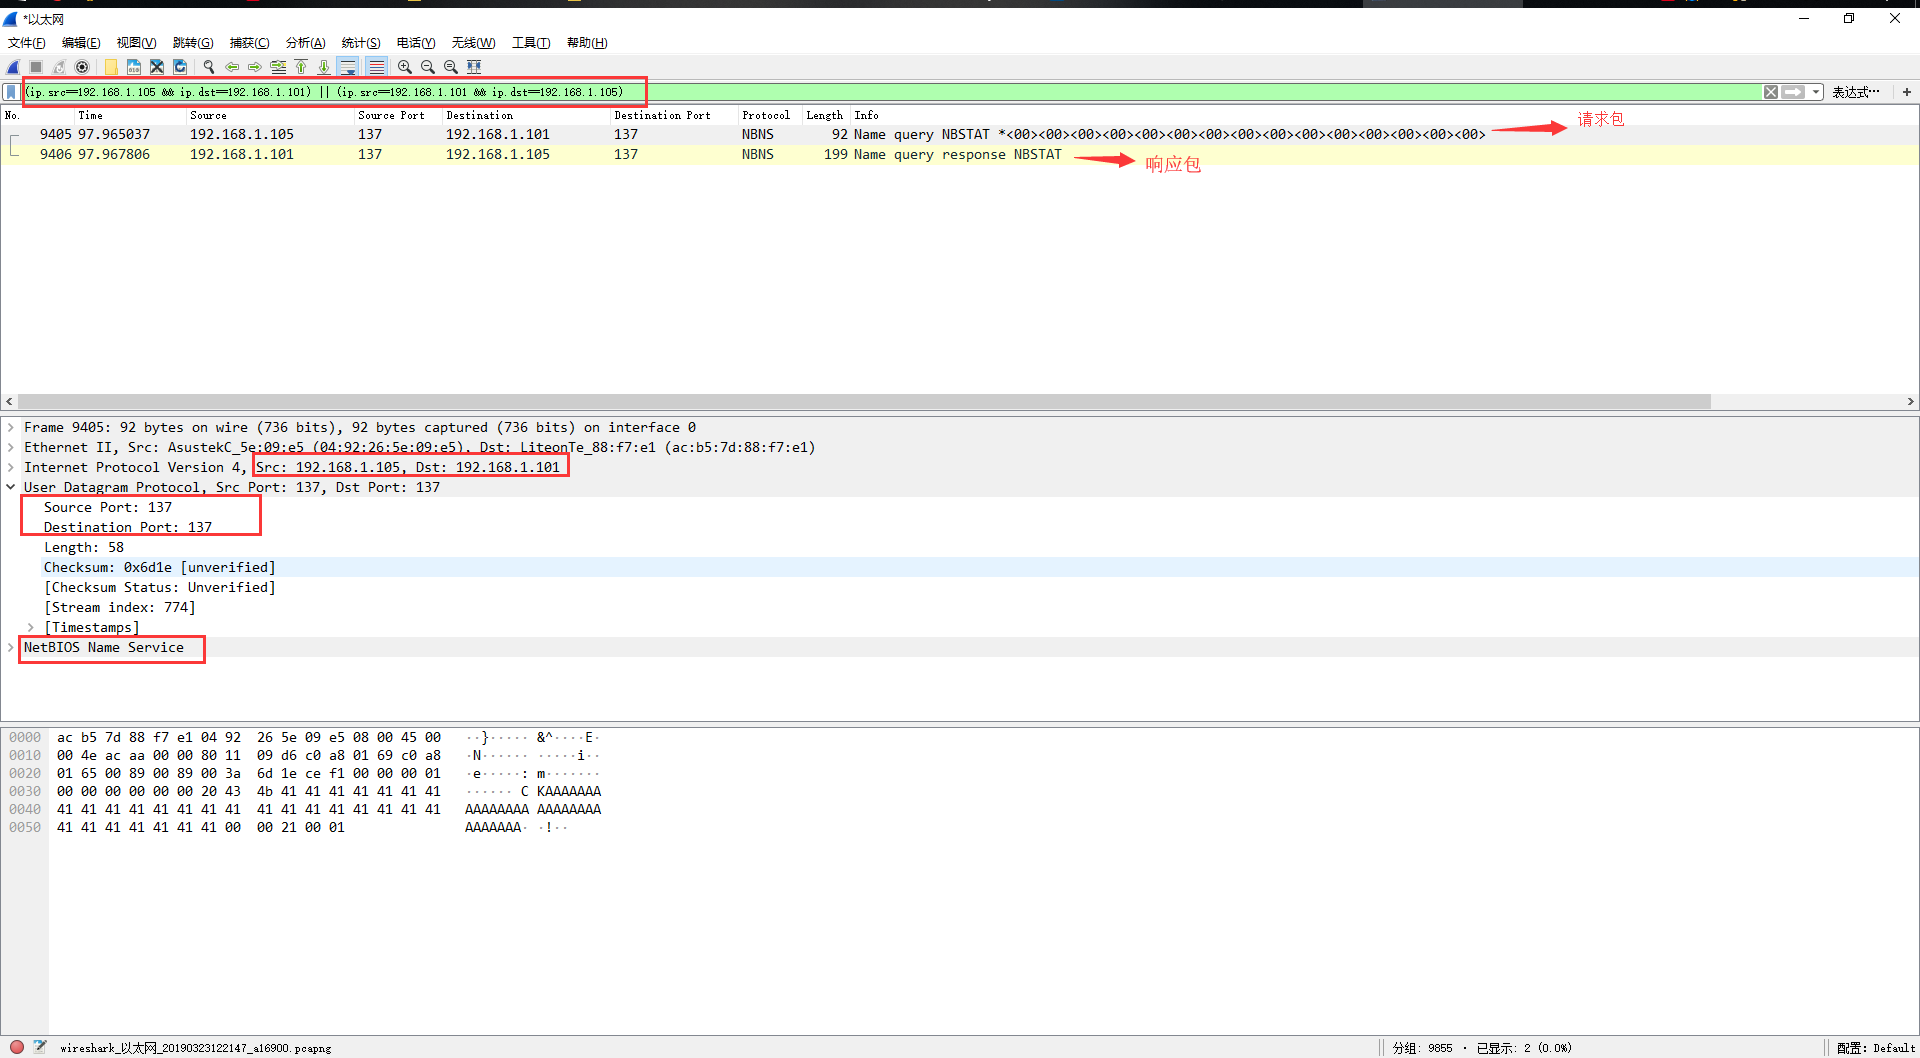 *以太网
文件(F) 编辑(E) 视图(V) 跳转(G) 捕获(C) 分析(A) 统计(S) 电话(Y) 无线(W) 工具(T) 帮助(H)
(ip.src==192.168.1.105 && ip.dst==192.168.1.101) || (ip.src==192.168.1.101 && ip.dst==192.168.1.105) 表达式… +
No. Time Source Source Port Destination Destination Port Protocol Length Info
9405 97.965037 192.168.1.105 137 192.168.1.101 137 NBNS 92 Name query NBSTAT *<00><00><00><00><00><00><00><00><00><00><00><00><00><00><00> 请求包
9406 97.967806 192.168.1.101 137 192.168.1.105 137 NBNS 199 Name query response NBSTAT 响应包
Frame 9405: 92 bytes on wire (736 bits), 92 bytes captured (736 bits) on interface 0
Ethernet II, Src: AsustekC_5e:09:e5 (04:92:26:5e:09:e5), Dst: LiteonTe_88:f7:e1 (ac:b5:7d:88:f7:e1)
Internet Protocol Version 4, Src: 192.168.1.105, Dst: 192.168.1.101
User Datagram Protocol, Src Port: 137, Dst Port: 137
Source Port: 137
Destination Port: 137
Length: 58
Checksum: 0x6d1e [unverified]
[Checksum Status: Unverified]
[Stream index: 774]
[Timestamps]
NetBIOS Name Service
0000 ac b5 7d 88 f7 e1 04 92 26 5e 09 e5 08 00 45 00 ··}····· &^····E·
0010 00 4e ac aa 00 00 80 11 09 d6 c0 a8 01 69 c0 a8 ·N······ ·····i··
0020 01 65 00 89 00 89 00 3a 6d 1e ce f1 00 00 00 01 ·e·····: m·······
0030 00 00 00 00 00 00 20 43 4b 41 41 41 41 41 41 41 ······ C KAAAAAAA
0040 41 41 41 41 41 41 41 41 41 41 41 41 41 41 41 41 AAAAAAAA AAAAAAAA
0050 41 41 41 41 41 41 41 00 00 21 00 01 AAAAAAA· ·!··
wireshark_以太网_20190323122147_a16900.pcapng 分组: 9855 · 已显示: 2 (0.0%) 配置: Default